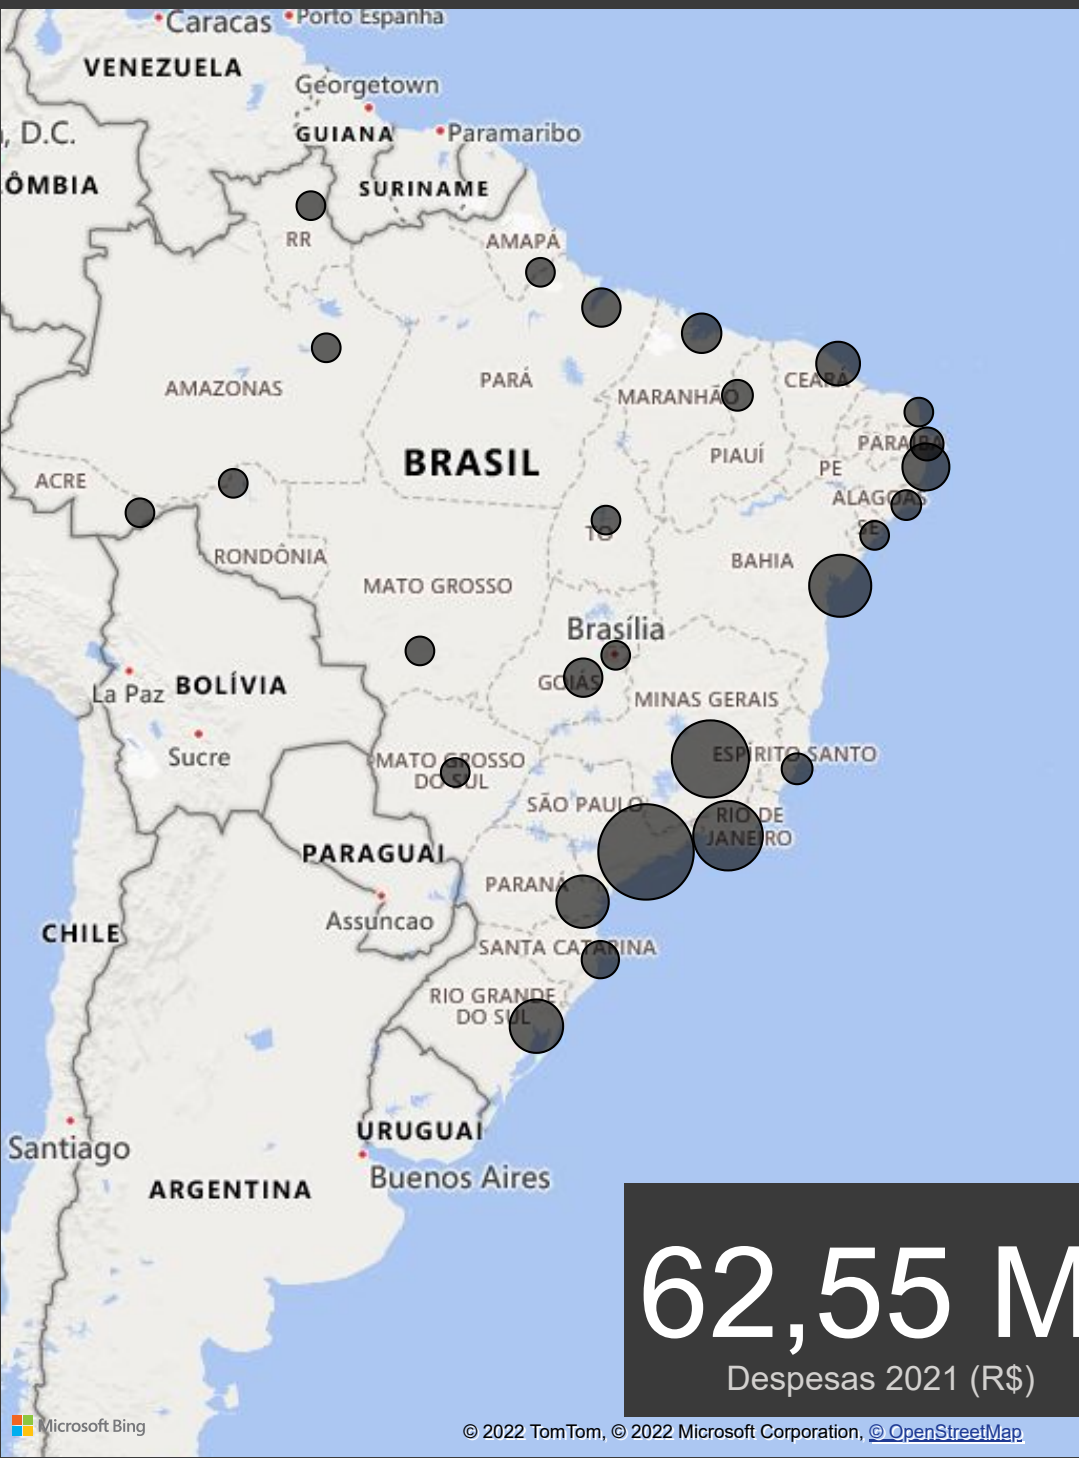 Caracas
Porto Espanha
VENEZUELA
Georgetown
, D.C.
GUIANA
Paramaribo
ÔMBIA
SURINAME
RR
AMAPÁ
AMAZONAS
PARÁ
MARANHÃO
CEARÁ
BRASIL
PIAUÍ
PE
PARAÍBA
ACRE
ALAGOAS
SE
TO
RONDÔNIA
BAHIA
MATO GROSSO
Brasília
GOIÁS
MINAS GERAIS
La Paz
BOLÍVIA
Sucre
MATO GROSSO
DO SUL
ESPÍRITO SANTO
SÃO PAULO
RIO DE
JANEIRO
PARAGUAI
PARANÁ
Assuncao
CHILE
SANTA CATARINA
RIO GRANDE
DO SUL
URUGUAI
Santiago
Buenos Aires
ARGENTINA
62,55 M
Despesas 2021 (R$)
Microsoft Bing
© 2022 TomTom, © 2022 Microsoft Corporation, © OpenStreetMap